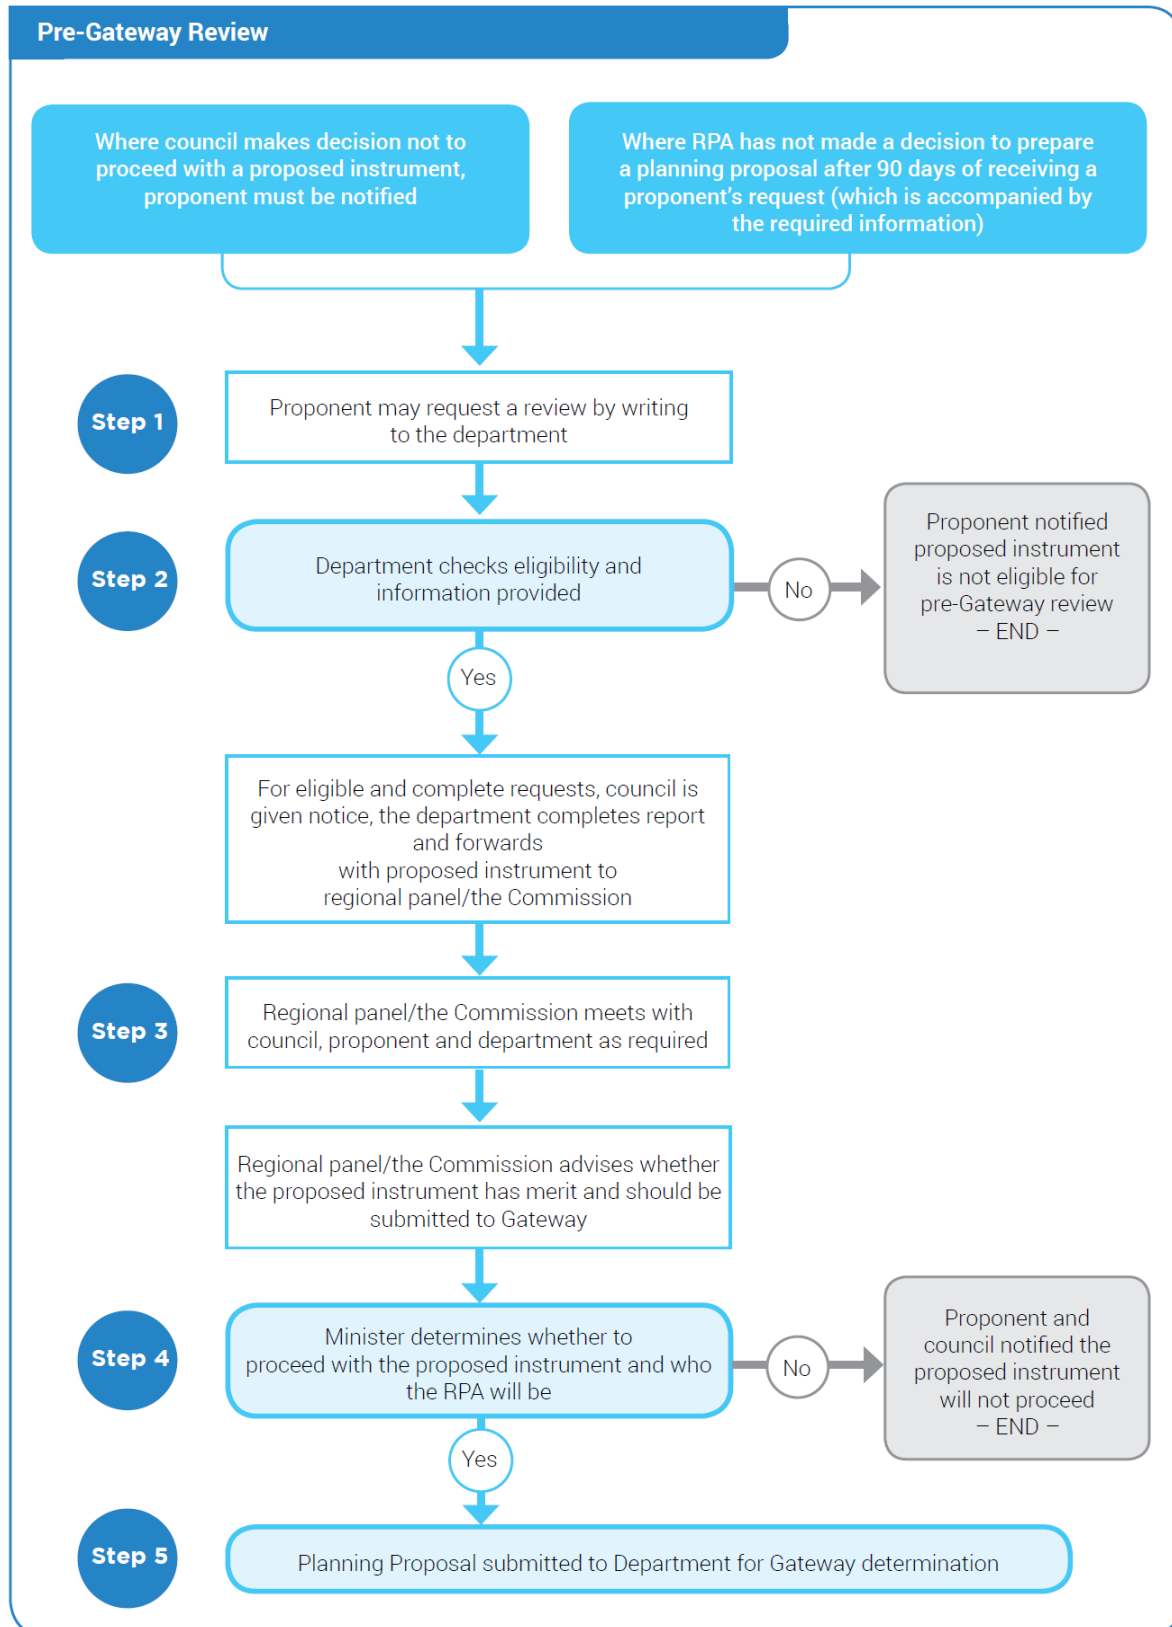 Pre-Gateway Review
Where council makes decision not to
proceed with a proposed instrument,
proponent must be notified
Where RPA has not made a decision to prepare
a planning proposal after 90 days of receiving a
proponent's request (which is accompanied by
the required information)
Step 1
Proponent may request a review by writing
to the department
Step 2
Department checks eligibility and
information provided
No
Proponent notified
proposed instrument
is not eligible for
pre-Gateway review
– END –
Yes
For eligible and complete requests, council is
given notice, the department completes report
and forwards
with proposed instrument to
regional panel/the Commission
Step 3
Regional panel/the Commission meets with
council, proponent and department as required
Regional panel/the Commission advises whether
the proposed instrument has merit and should be
submitted to Gateway
Step 4
Minister determines whether to
proceed with the proposed instrument and who
the RPA will be
No
Proponent and
council notified the
proposed instrument
will not proceed
– END –
Yes
Step 5
Planning Proposal submitted to Department for Gateway determination